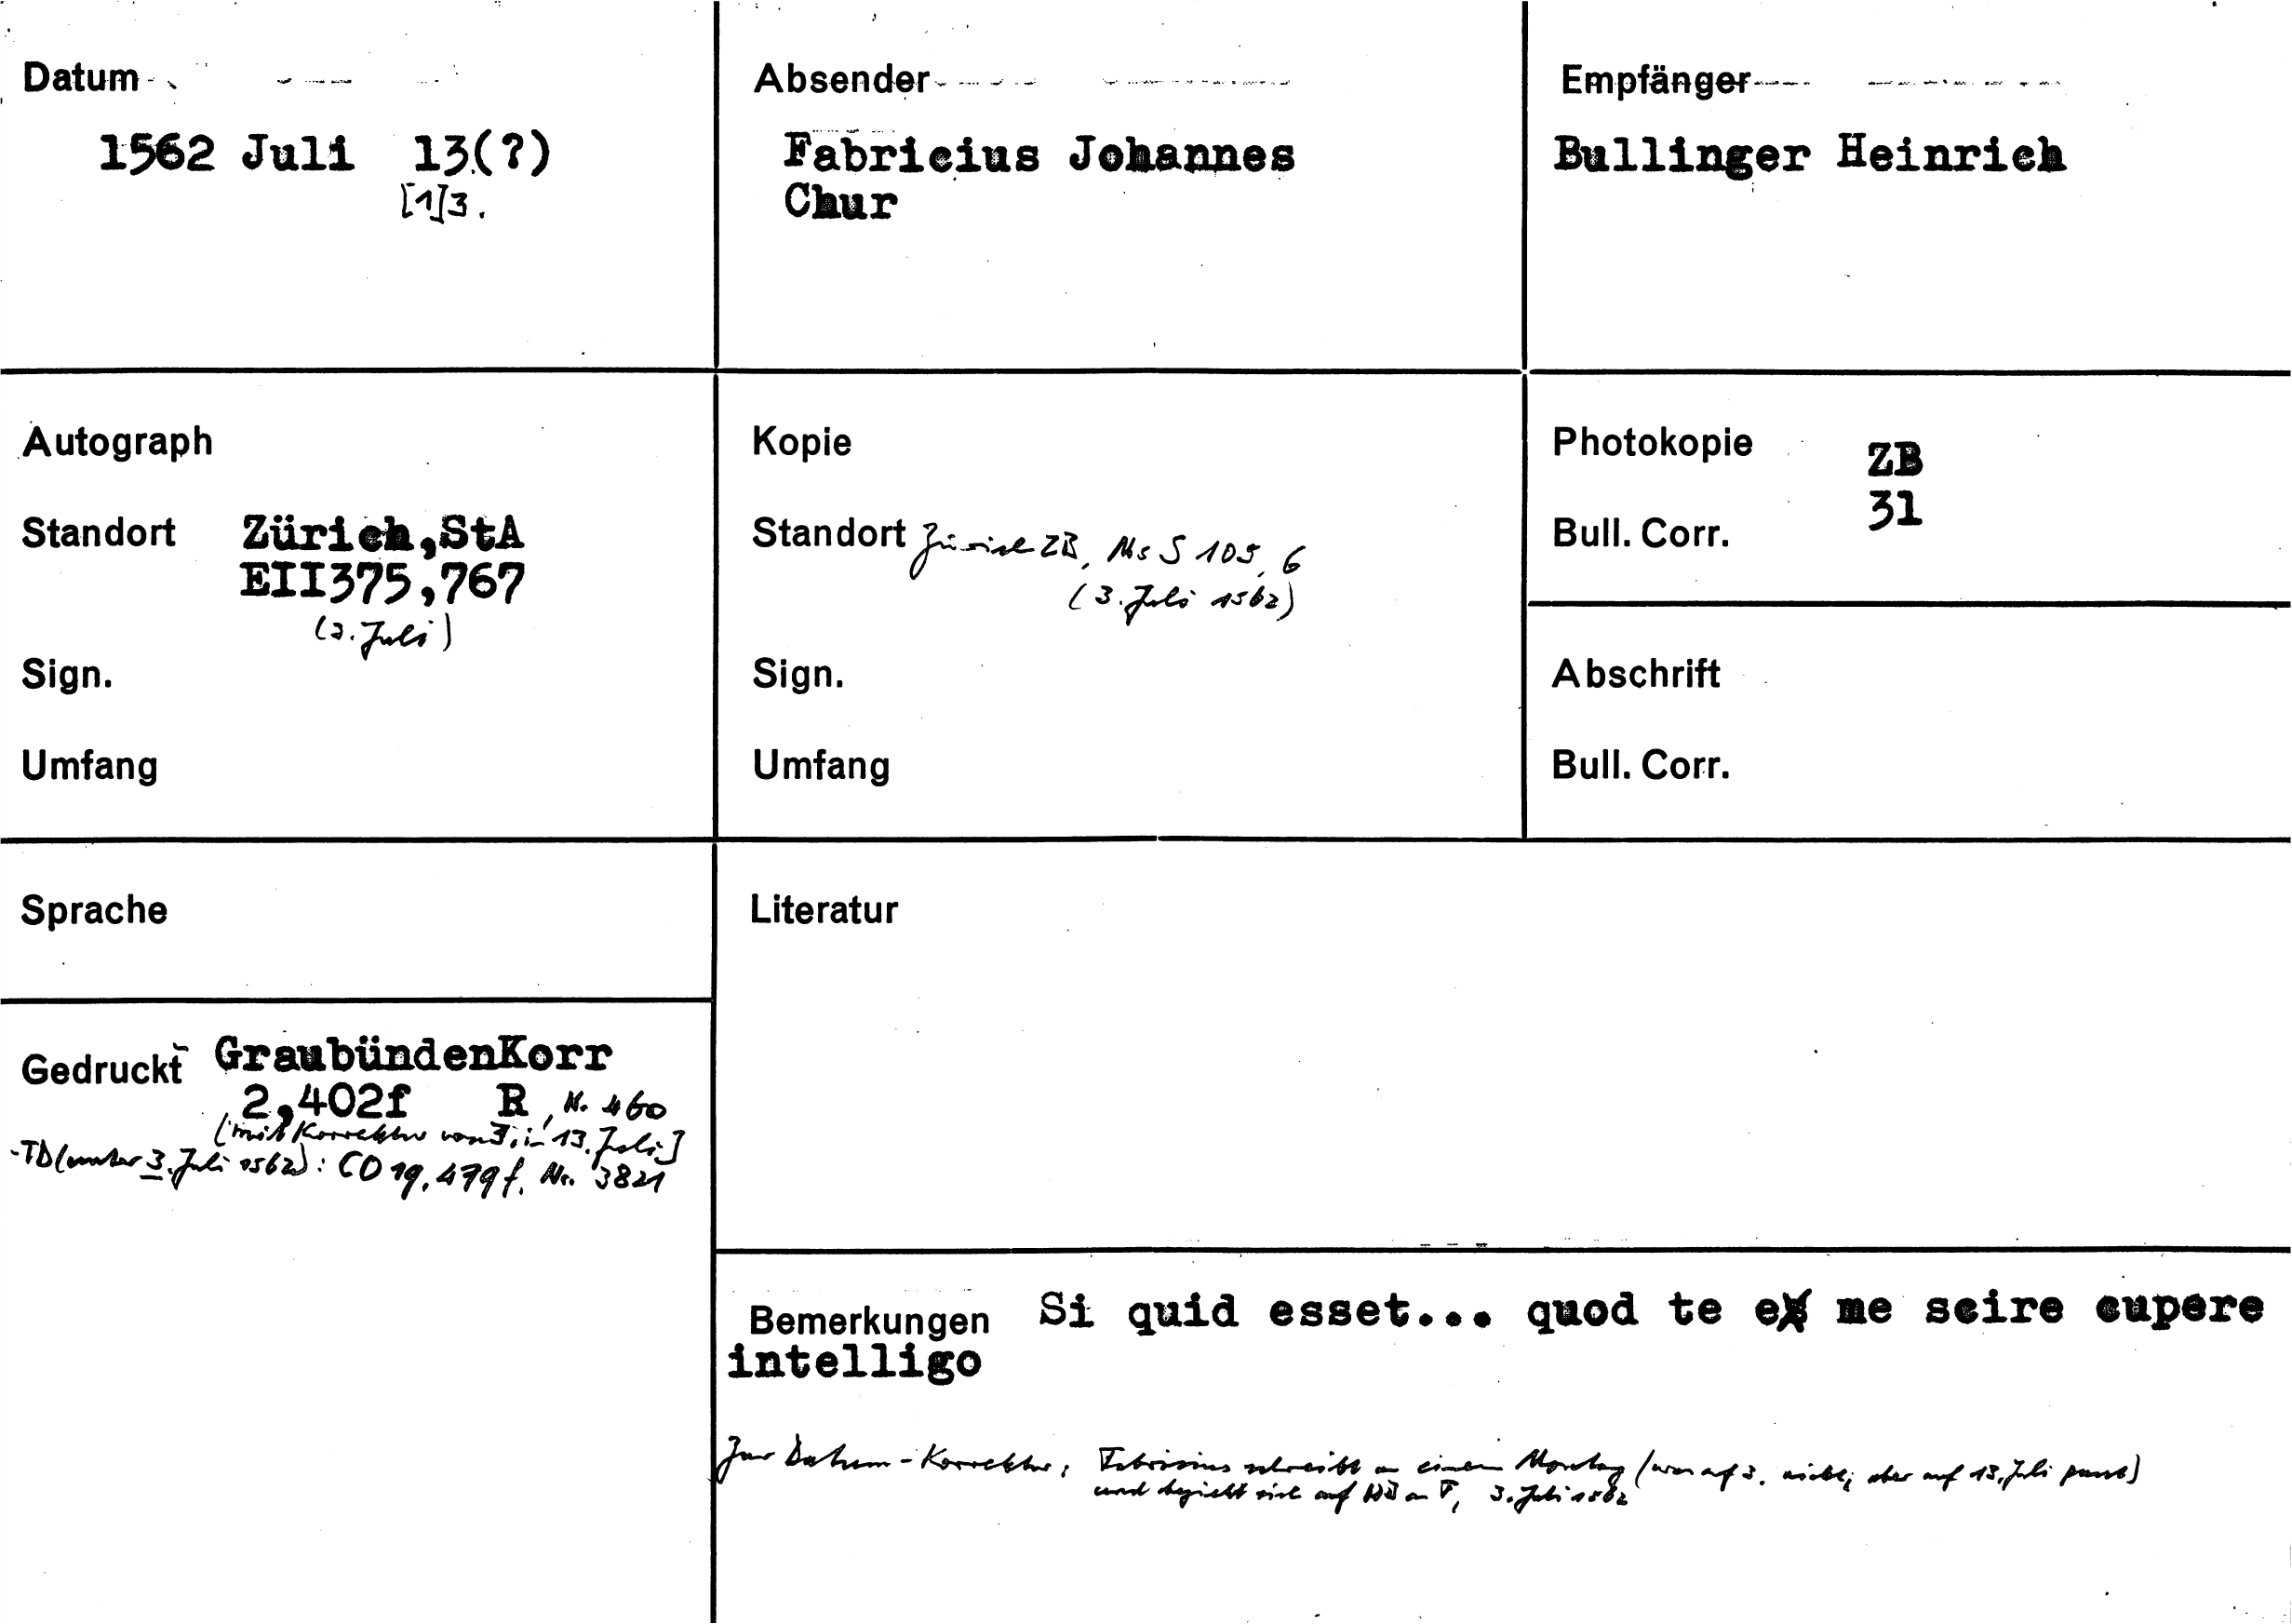 Datum
1562 Juli 13(?)
[1]3.
Absender
Fabricius Johannes
Chur
Empfänger
Bullinger Heinrich
Autograph
Standort Zürich,StA
EII375,767
(3. Juli)
Sign.
Umfang
Kopie
Standort Zürich ZB, Ms S 105, 6
(3. Juli 1562)
Sign.
Umfang
Photokopie ZB
Bull. Corr. 31
Abschrift
Bull. Corr.
Sprache
Gedruckt GraubündenKorr
2,402f R, Nr. 460
(mit Korrektur von 3. in 13. Juli]
-TD (unter 3. Juli 1562): CO 19, 479f, Nr. 3821
Literatur
Bemerkungen Si quid esset... quod te ex me scire cupere
intelligo
Zur Datum-Korrektur: Fabricius schreibt an einem Montag (was auf 3. nicht, aber auf 13. Juli passt)
und bezieht sich auf HB an F, 3. Juli 1562